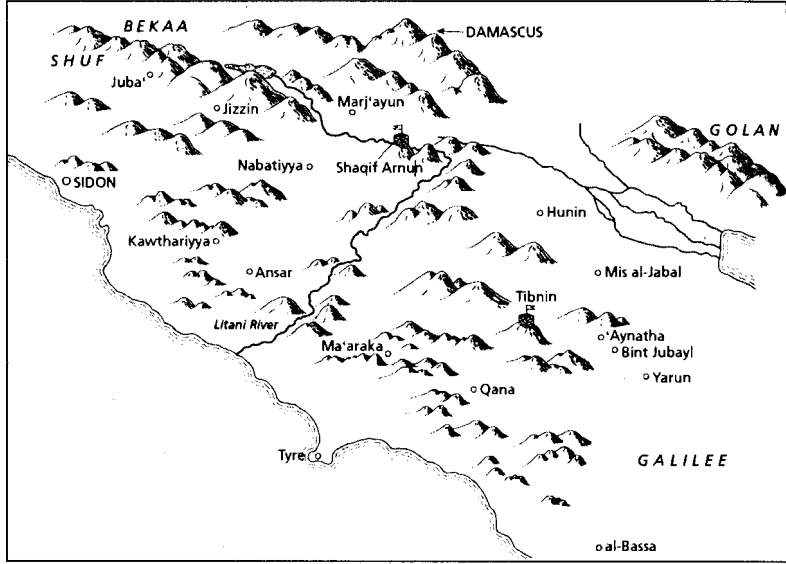 BEKAA
DAMASCUS
SHUF
Juba‘
Jizzin
Marj‘ayun
GOLAN
Nabatiyya
Shaqif Arnun
SIDON
Hunin
Kawthariyya
Ansar
Mis al-Jabal
Tibnin
Litani River
‘Aynatha
Ma‘araka
Bint Jubayl
Yarun
Qana
Tyre
GALILEE
al-Bassa